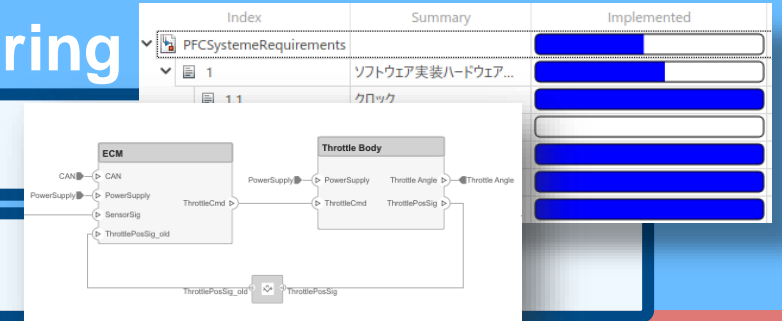 ring
Index Summary Implemented
PFCSystemeRequirements
1 ソフトウェア実装ハードウェア...
1.1 クロック
ECM
CAN CAN
PowerSupply PowerSupply
SensorSig
ThrottlePosSig_old
ThrottleCmd
Throttle Body
PowerSupply PowerSupply
ThrottleCmd
Throttle Angle Throttle Angle
ThrottlePosSig
ThrottlePosSig_old ThrottlePosSig